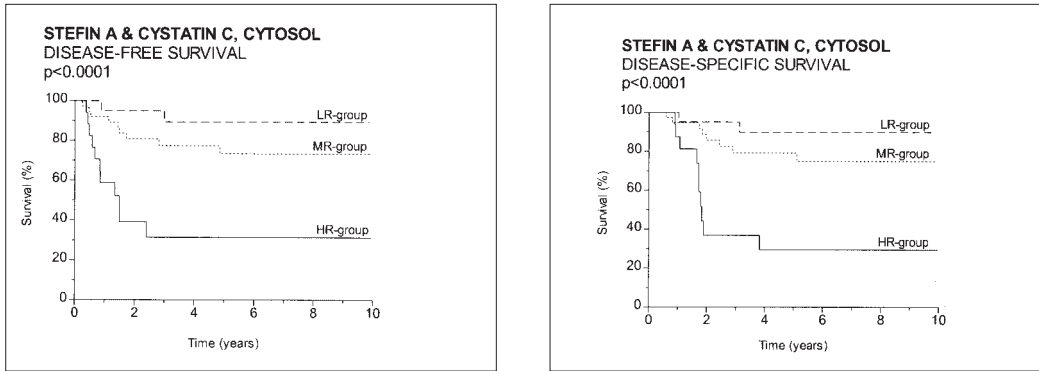 STEFIN A & CYSTATIN C, CYTOSOL
DISEASE-FREE SURVIVAL
p<0.0001
100
80
60
40
20
0
Survival (%)
LR-group
MR-group
HR-group
0 2 4 6 8 10
Time (years)
STEFIN A & CYSTATIN C, CYTOSOL
DISEASE-SPECIFIC SURVIVAL
p<0.0001
100
80
60
40
20
0
Survival (%)
LR-group
MR-group
HR-group
0 2 4 6 8 10
Time (years)